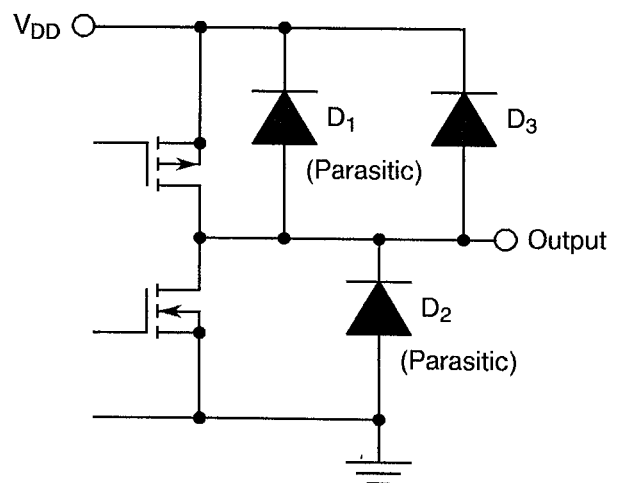 VDD
D1
D3
(Parasitic)
Output
D2
(Parasitic)